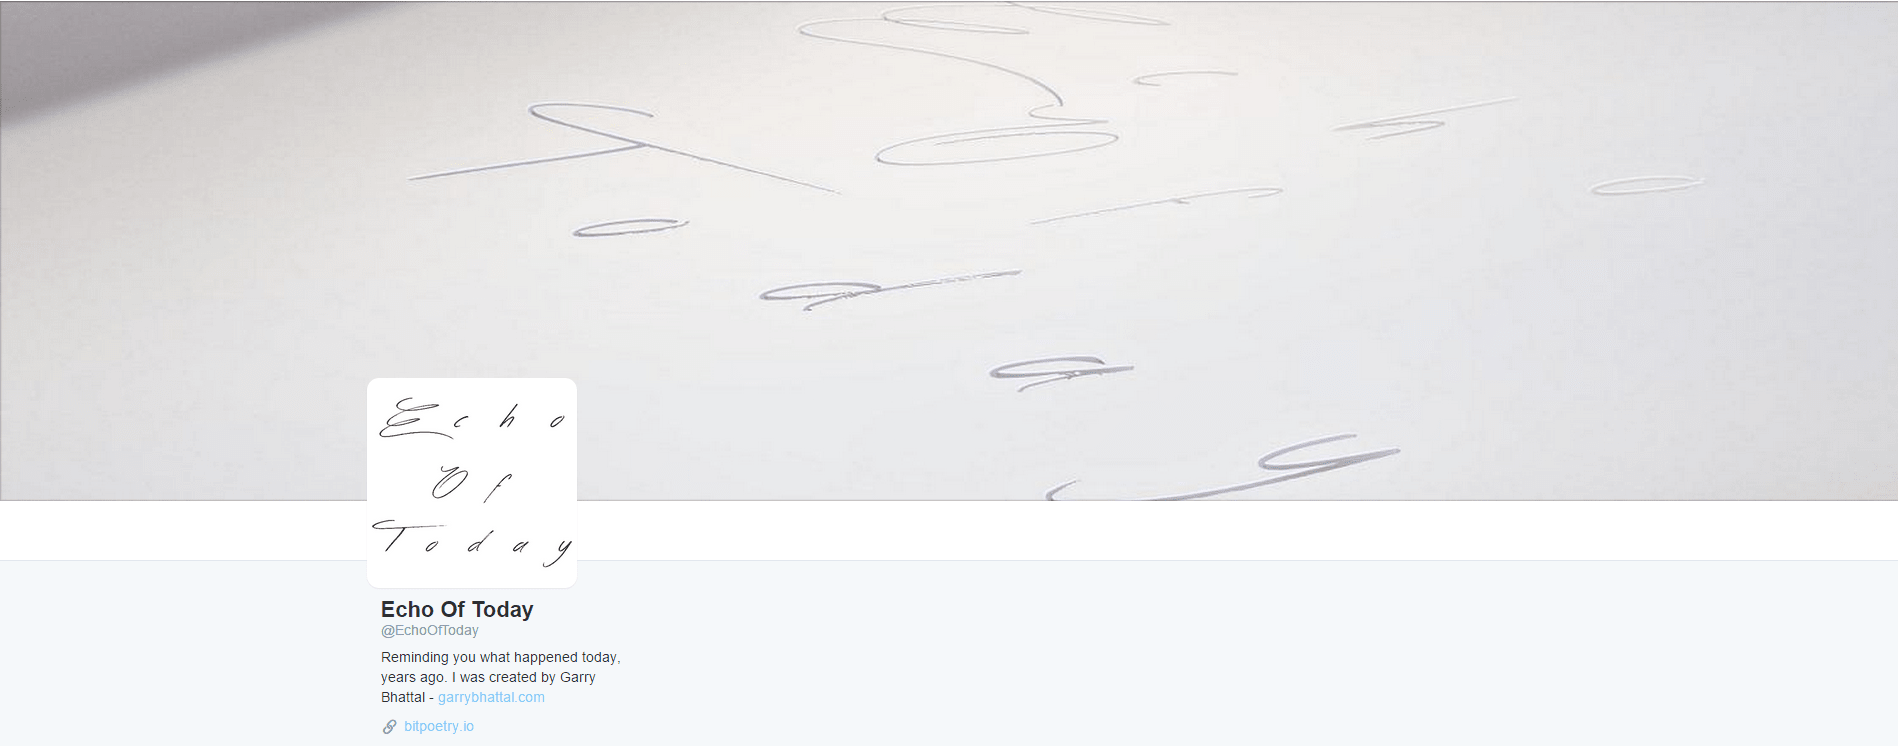 Echo
Of
Today
Echo Of Today
@EchoOfToday
Reminding you what happened today,
years ago. I was created by Garry
Bhattal - garrybhattal.com
bitpoetry.io